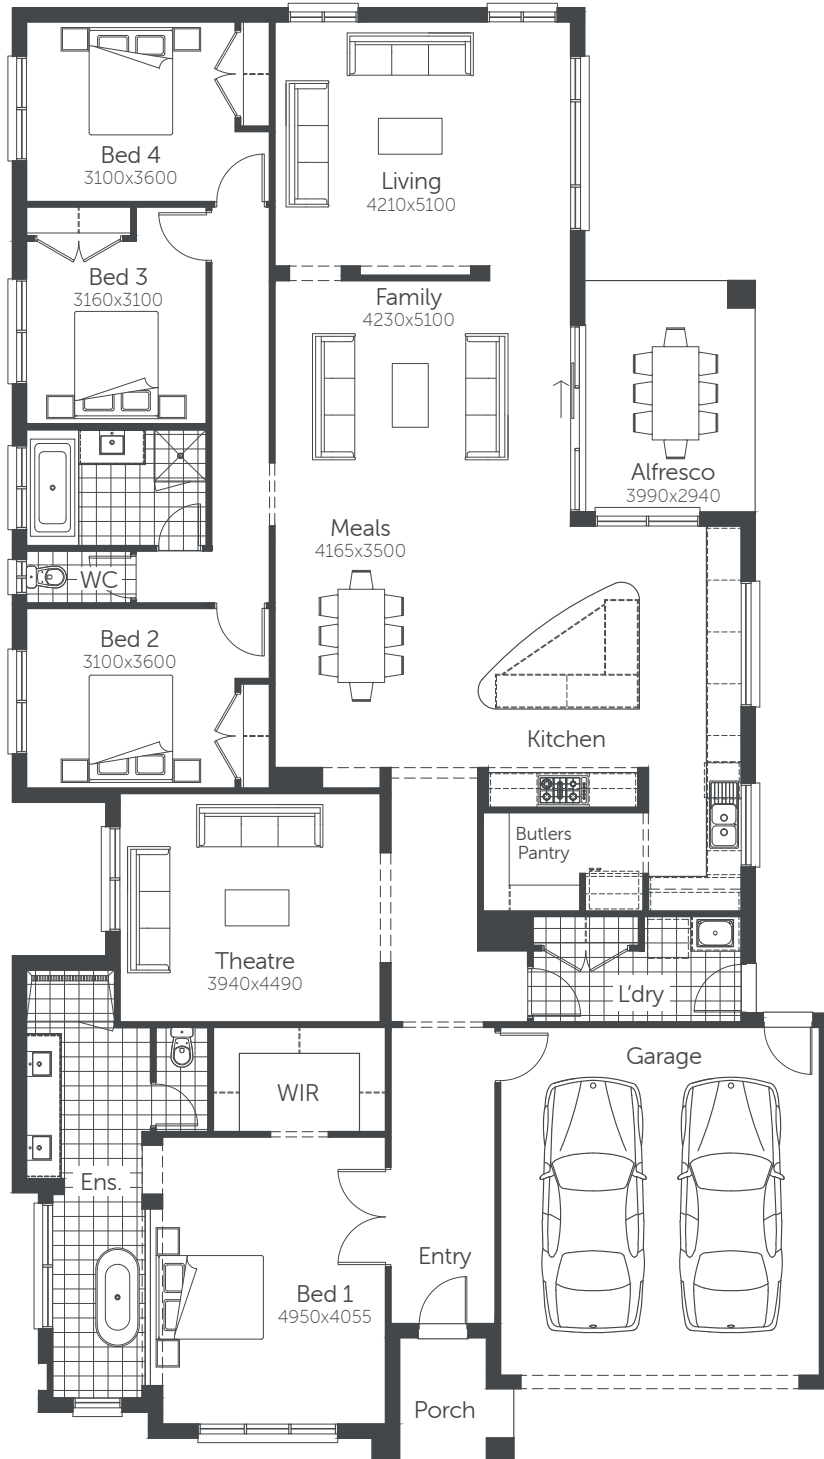 Bed 4
3100x3600
Living
4210x5100
Bed 3
3160x3100
Family
4230x5100
Alfresco
3990x2940
Meals
4165x3500
WC
Bed 2
3100x3600
Kitchen
Butlers
Pantry
Theatre
3940x4490
L'dry
Garage
WIR
Ens.
Entry
Bed 1
4950x4055
Porch